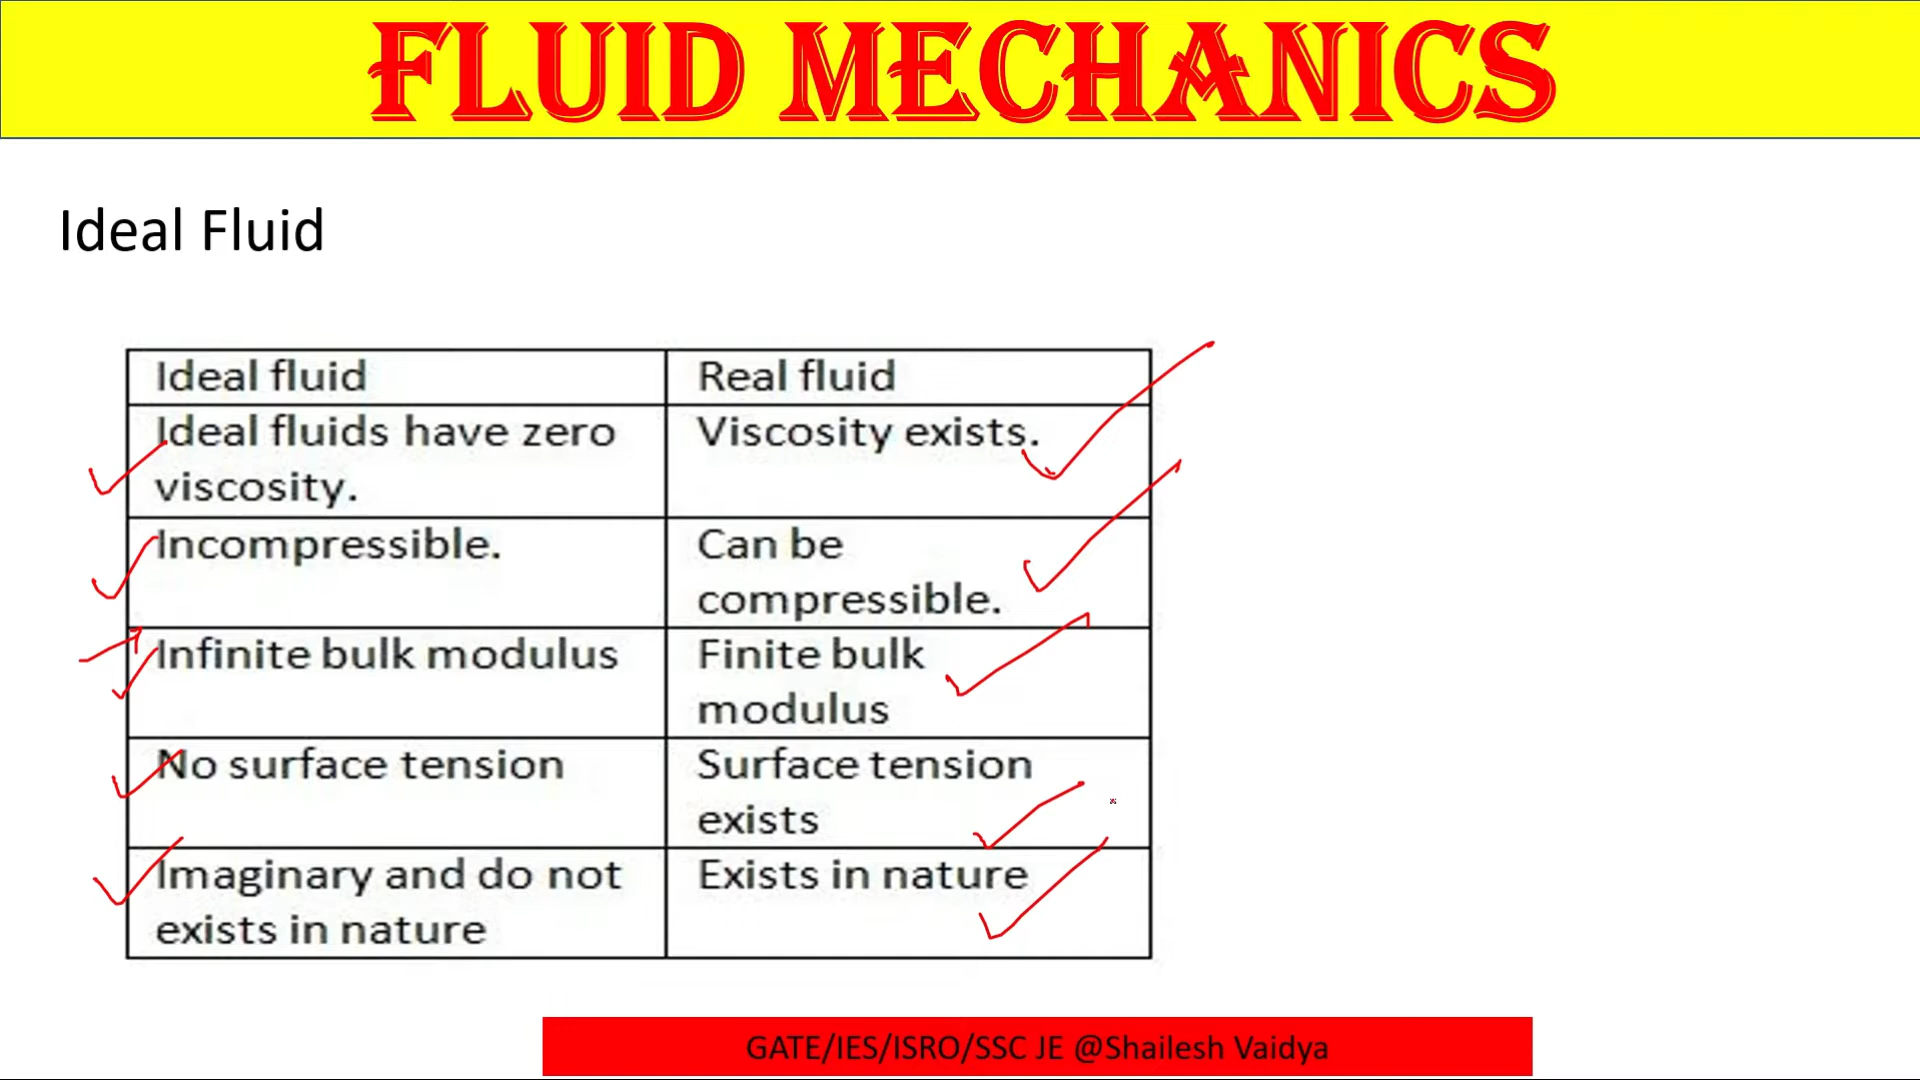 FLUID MECHANICS
Ideal Fluid
Ideal fluid
Real fluid
Ideal fluids have zero
viscosity.
Viscosity exists.
Incompressible.
Can be
compressible.
Infinite bulk modulus
Finite bulk
modulus
No surface tension
Surface tension
exists
Imaginary and do not
exists in nature
Exists in nature
GATE/IES/ISRO/SSC JE @Shailesh Vaidya